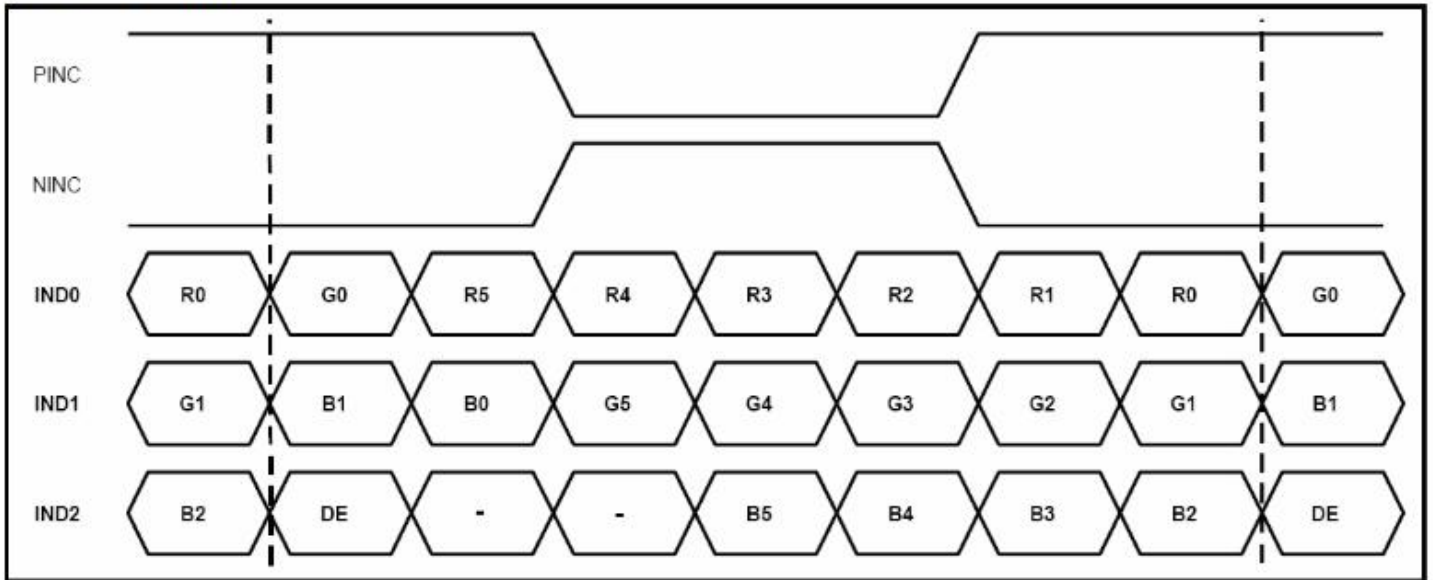 PINC
NINC
IND0 R0 G0 R5 R4 R3 R2 R1 R0 G0
IND1 G1 B1 B0 G5 G4 G3 G2 G1 B1
IND2 B2 DE - - B5 B4 B3 B2 DE